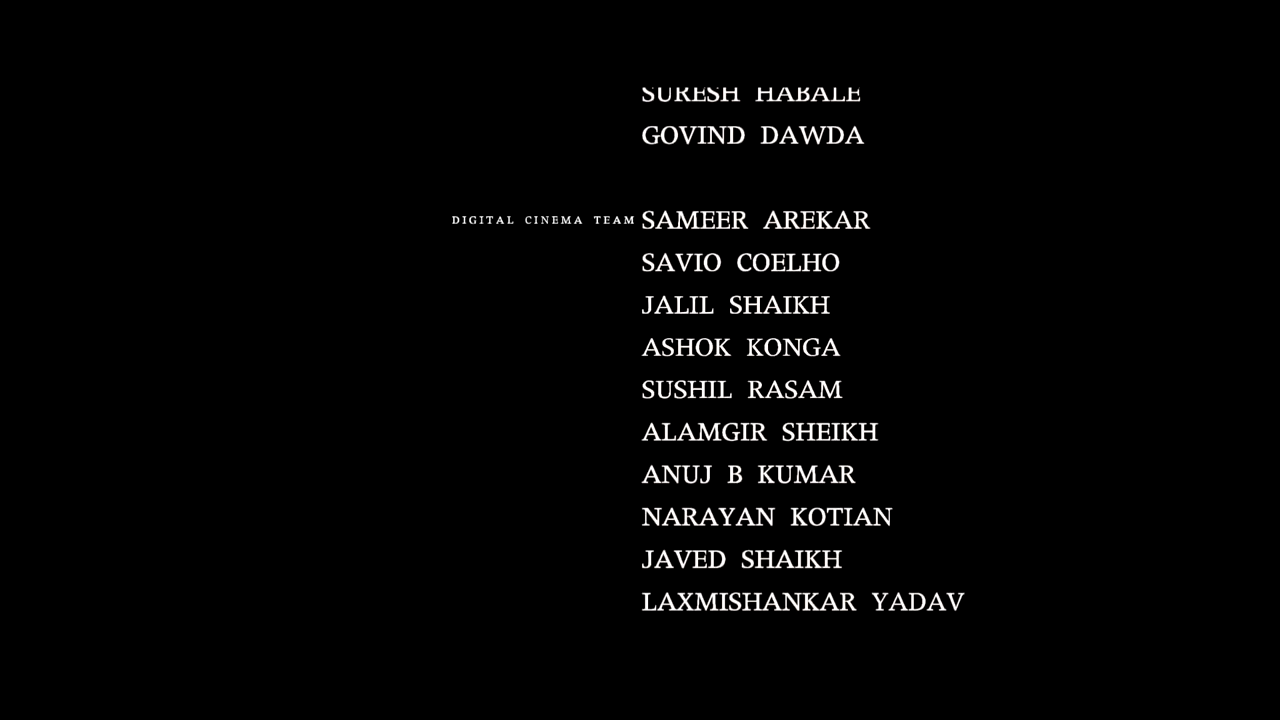 SURESH HABALE
GOVIND DAWDA
DIGITAL CINEMA TEAM SAMEER AREKAR
SAVIO COELHO
JALIL SHAIKH
ASHOK KONGA
SUSHIL RASAM
ALAMGIR SHEIKH
ANUJ B KUMAR
NARAYAN KOTIAN
JAVED SHAIKH
LAXMISHANKAR YADAV